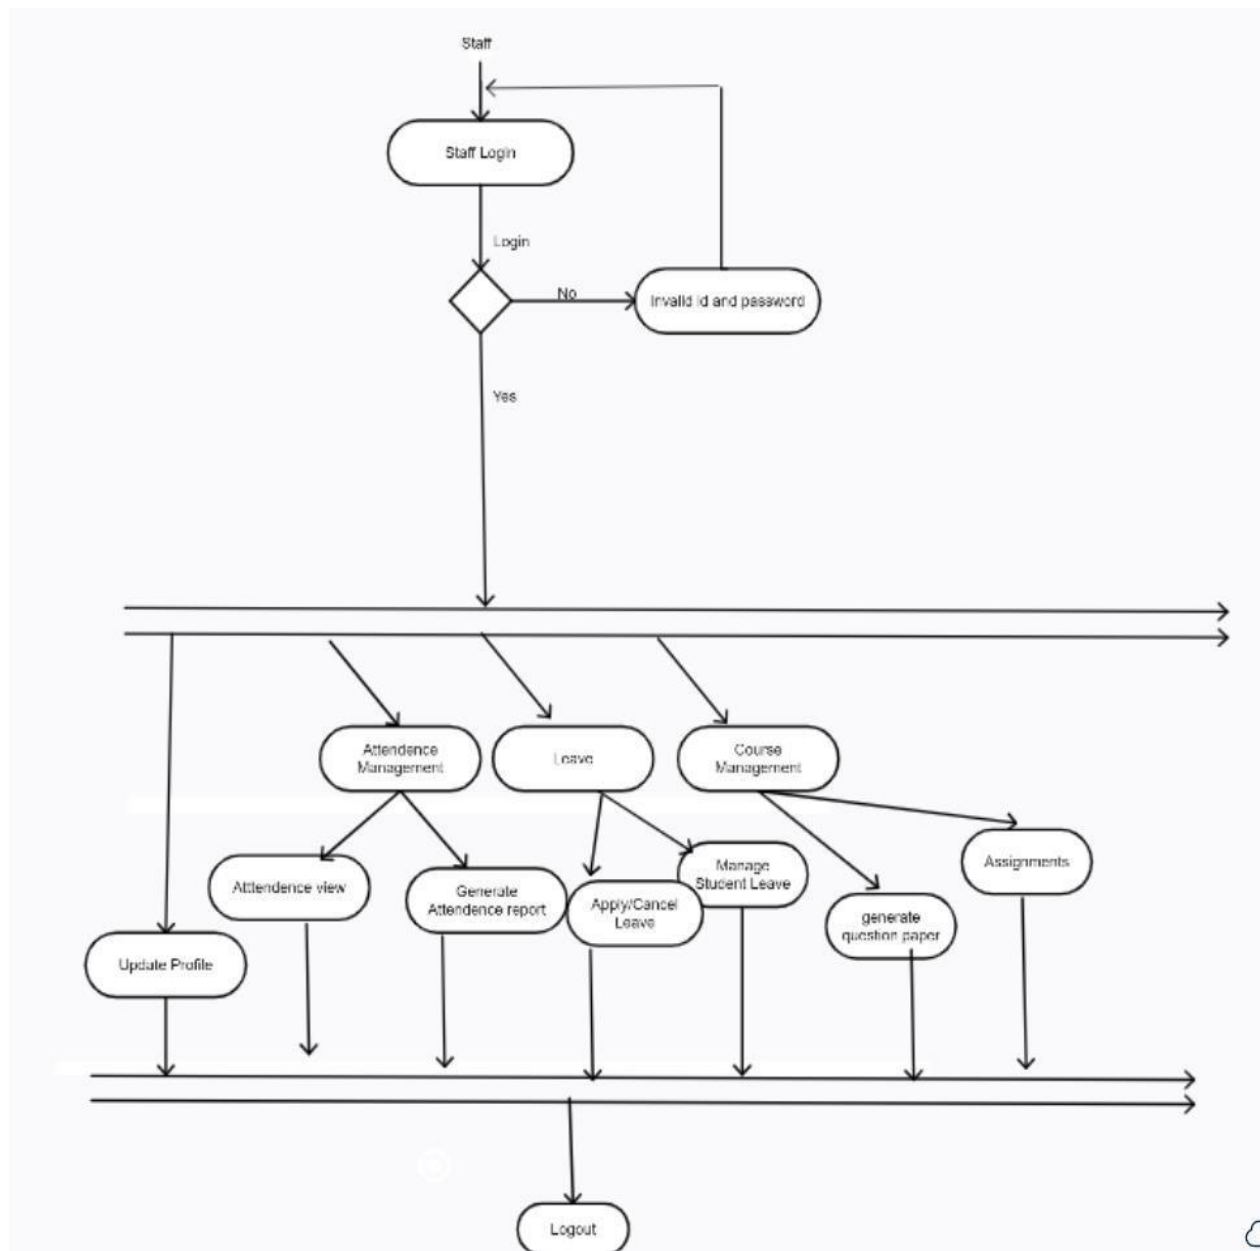 Staff
Staff Login
Login
No
Invalid id and password
Yes
Attendence
Management
Leave
Course
Management
Atttendence view
Generate
Attendence report
Apply/Cancel
Leave
Manage
Student Leave
generate
question paper
Assignments
Update Profile
Logout